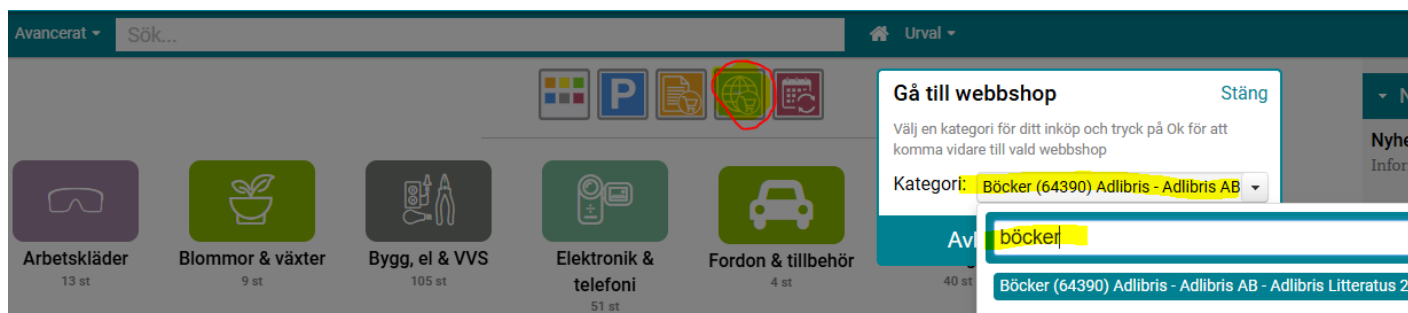 Avancerat
Sök...
Urval
P
Gå till webbshop
Stäng
Välj en kategori för ditt inköp och tryck på Ok för att
komma vidare till vald webbshop
Kategori: Böcker (64390) Adlibris - Adlibris AB
böcker
Böcker (64390) Adlibris - Adlibris AB - Adlibris Litteratus 2
Arbetskläder
13 st
Blommor & växter
9 st
Bygg, el & VVS
105 st
Elektronik &
telefoni
51 st
Fordon & tillbehör
4 st
40 st